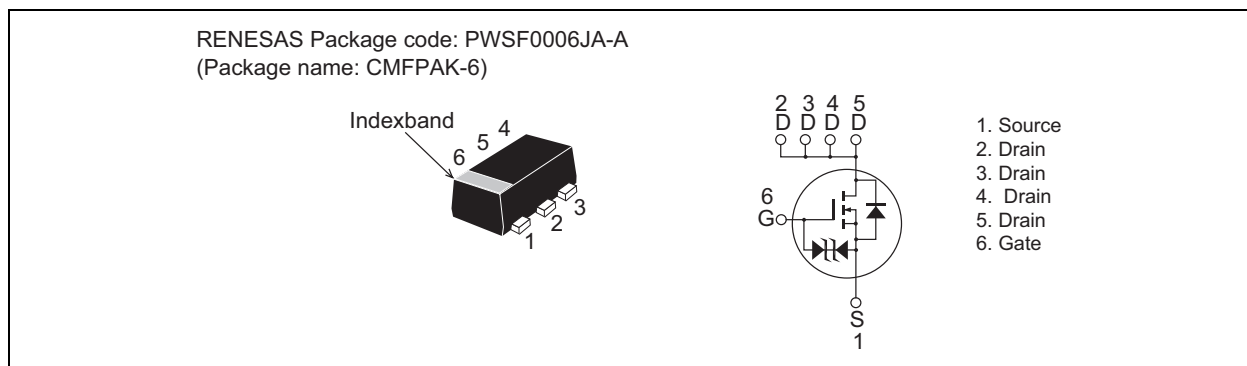 RENESAS Package code: PWSF0006JA-A
(Package name: CMFPAK-6)
Indexband
6
5
4
1
2
3
2 3 4 5
D D D D
6
G
S
1
1. Source
2. Drain
3. Drain
4. Drain
5. Drain
6. Gate